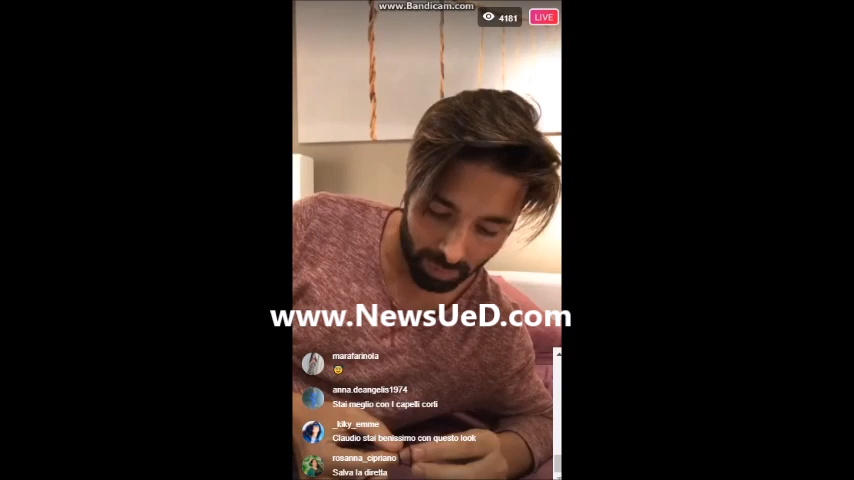 www.Bandicam.com
4181
LIVE
www.NewsUeD.com
marafarinola
anna.deangelis1974
Stai meglio con I capelli corti
_kiky_emme
Claudio stai benissimo con questo look
rosanna_cipriano
Salva la diretta